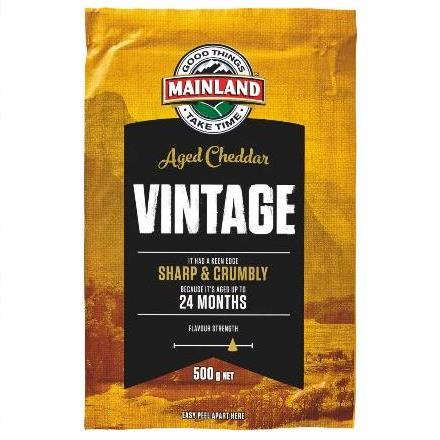 GOOD THINGS
MAINLAND
TAKE TIME
Aged Cheddar
VINTAGE
IT HAS A KEEN EDGE
SHARP & CRUMBLY
BECAUSE IT'S AGED UP TO
24 MONTHS
FLAVOUR STRENGTH
500g NET
EASY PEEL APART HERE